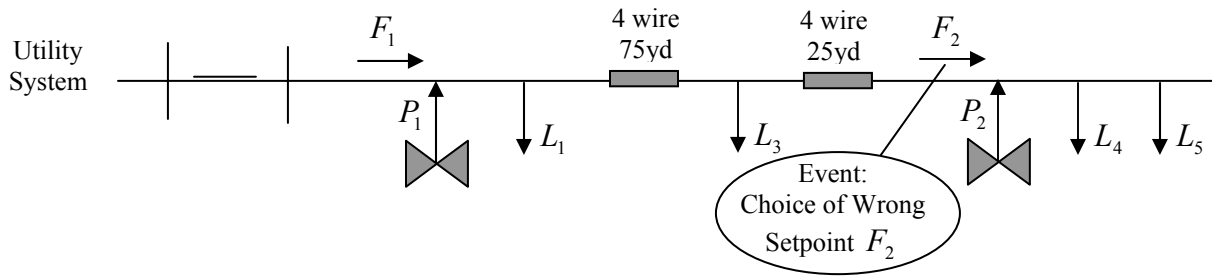 Utility
System
F₁
P₁
L₁
4 wire
75yd
L₃
4 wire
25yd
F₂
P₂
L₄
L₅
Event:
Choice of Wrong
Setpoint F₂